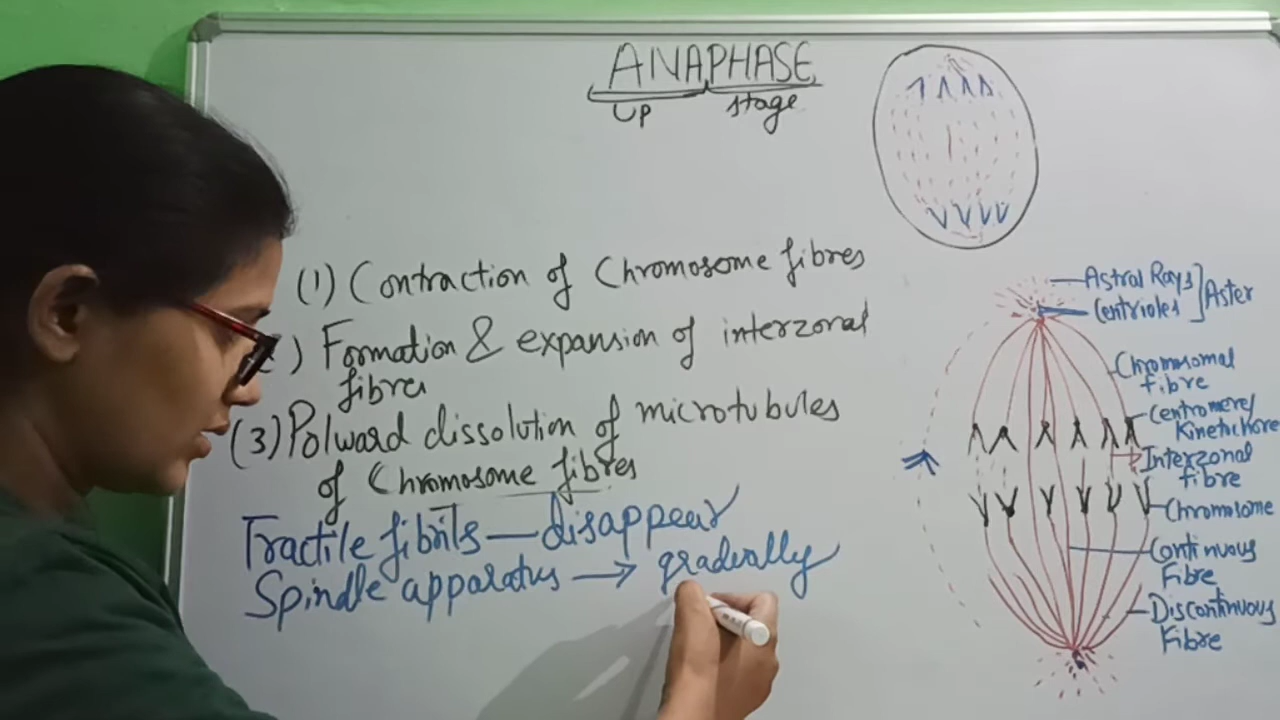 ANAPHASE
Up stage
(1) Contraction of Chromosome fibres
) Formation & expansion of interzonal
fibres
(3) Polward dissolution of microtubules
of Chromosome fibres
Tractile fibrils — disappear
Spindle apparatus → gradually
Astral Rays
Centrioles
Aster
Chromosomal
fibre
Centromere/
Kinetochore
Interzonal
fibre
Chromosome
Continuous
Fibre
Discontinuous
Fibre